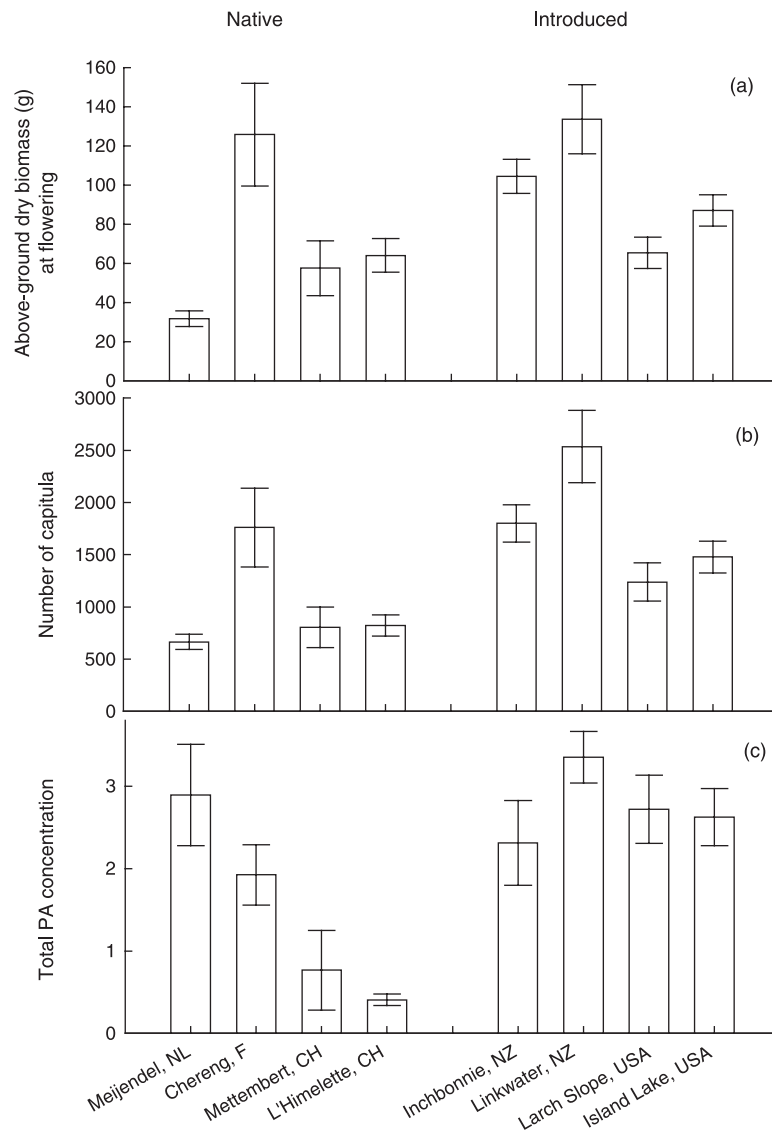 Native Introduced
Above-ground dry biomass (g)
at flowering
160
140
120
100
80
60
40
20
0
(a)
Number of capitula
3000
2500
2000
1500
1000
500
0
(b)
Total PA concentration
3
2
1
0
(c)
Meijendel, NL
Chereng, F
Mettembert, CH
L'Himelette, CH
Inchbonnie, NZ
Linkwater, NZ
Larch Slope, USA
Island Lake, USA